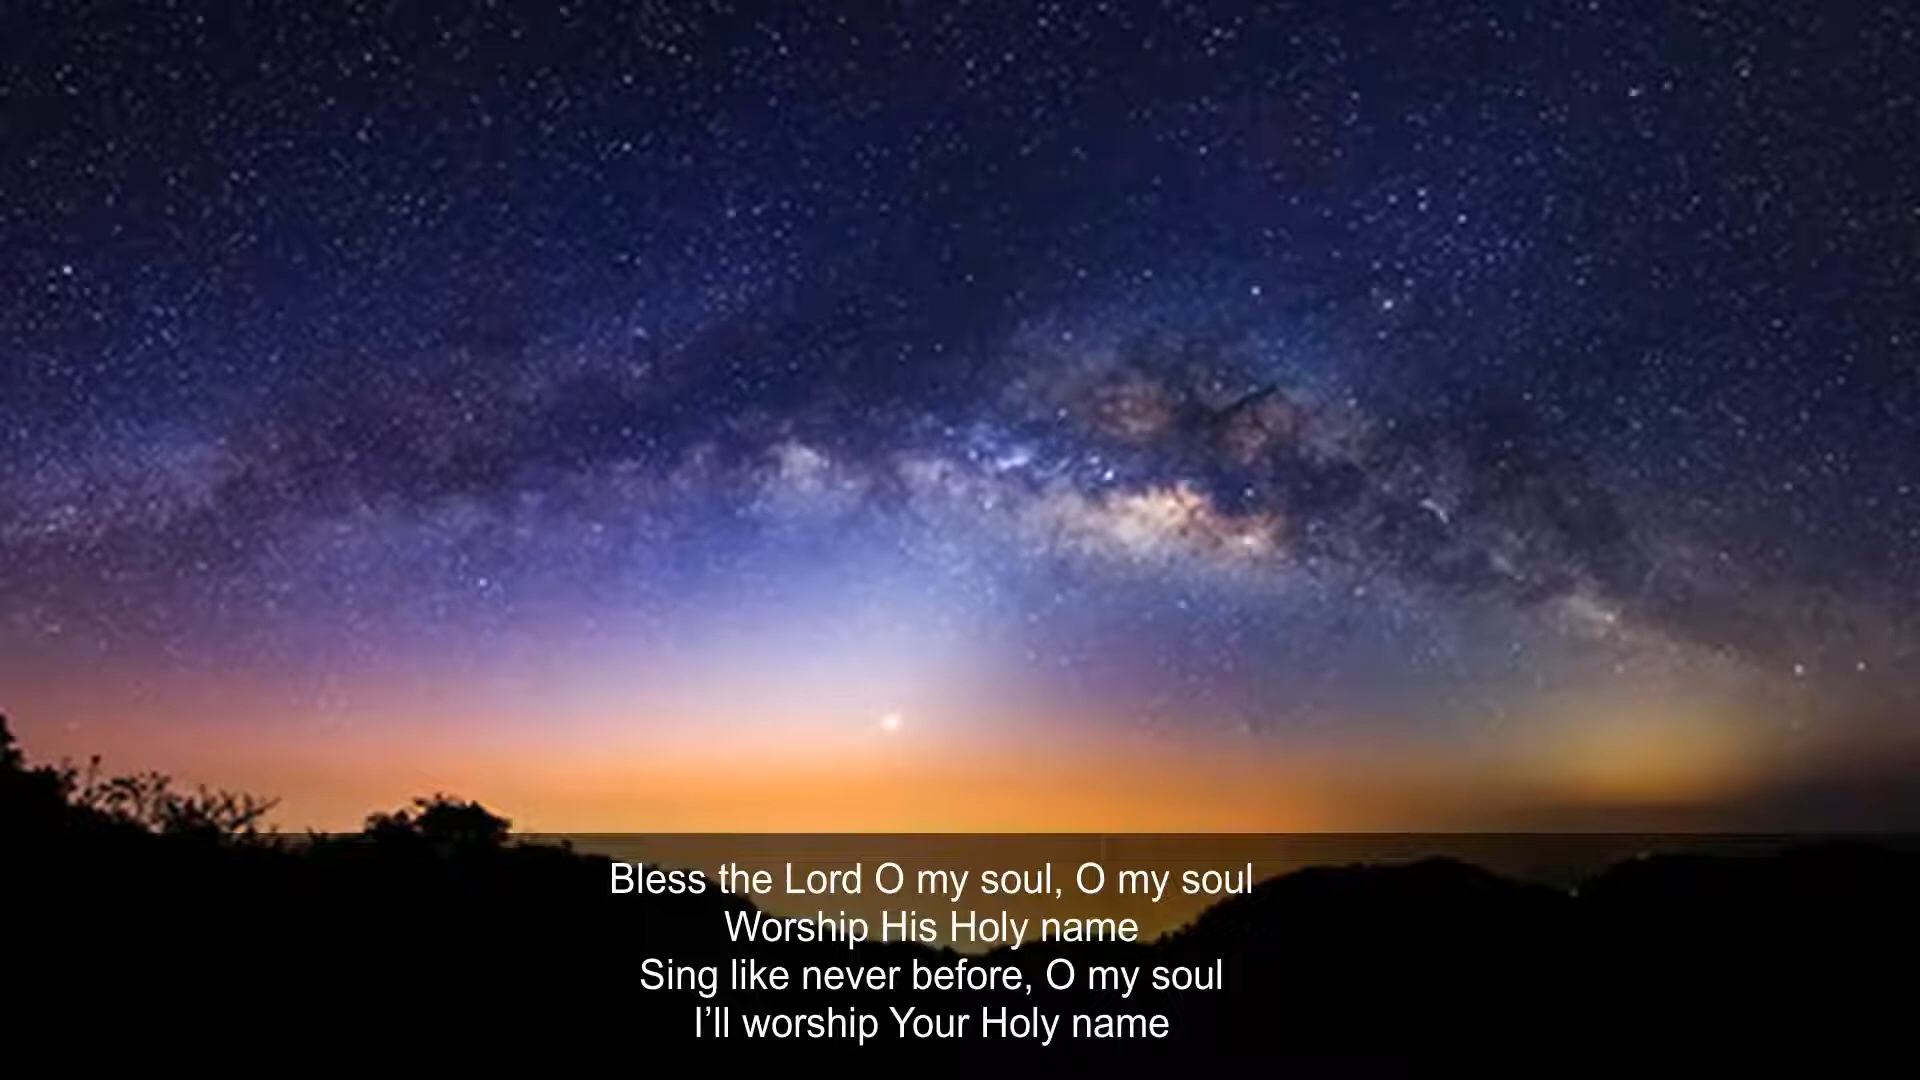 Bless the Lord O my soul, O my soul
Worship His Holy name
Sing like never before, O my soul
I’ll worship Your Holy name